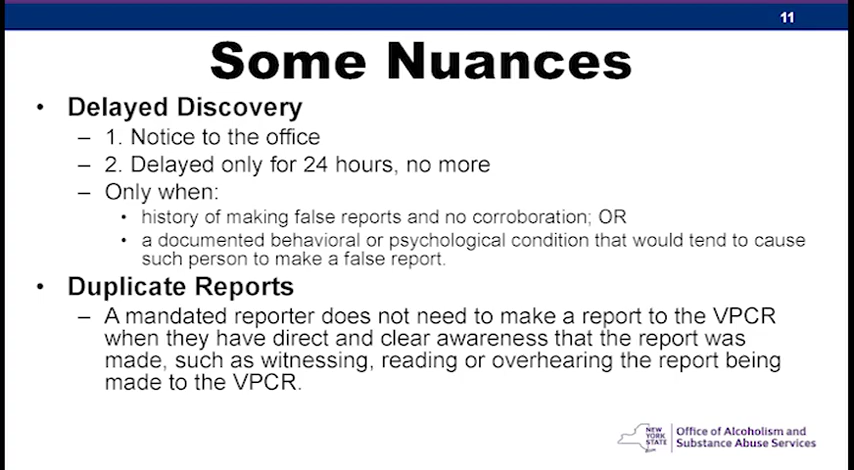 11
Some Nuances
• Delayed Discovery
– 1. Notice to the office
– 2. Delayed only for 24 hours, no more
– Only when:
• history of making false reports and no corroboration; OR
• a documented behavioral or psychological condition that would tend to cause
such person to make a false report.
• Duplicate Reports
– A mandated reporter does not need to make a report to the VPCR
when they have direct and clear awareness that the report was
made, such as witnessing, reading or overhearing the report being
made to the VPCR.
NEW
YORK
STATE
Office of Alcoholism and
Substance Abuse Services